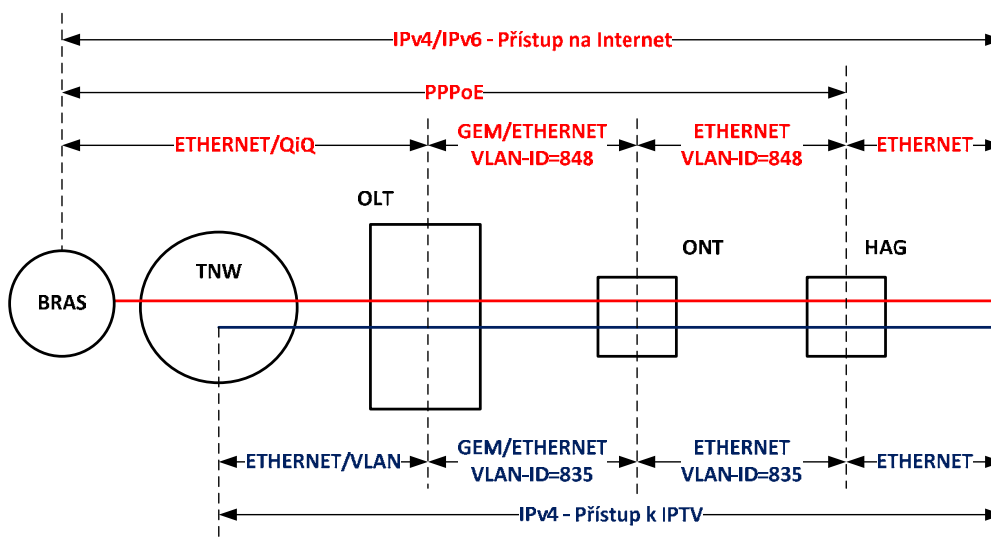 IPv4/IPv6 - Přístup na Internet
PPPoE
ETHERNET/QiQ
GEM/ETHERNET
VLAN-ID=848
ETHERNET
VLAN-ID=848
ETHERNET
OLT
ONT
HAG
TNW
BRAS
ETHERNET/VLAN
GEM/ETHERNET
VLAN-ID=835
ETHERNET
VLAN-ID=835
ETHERNET
IPv4 - Přístup k IPTV